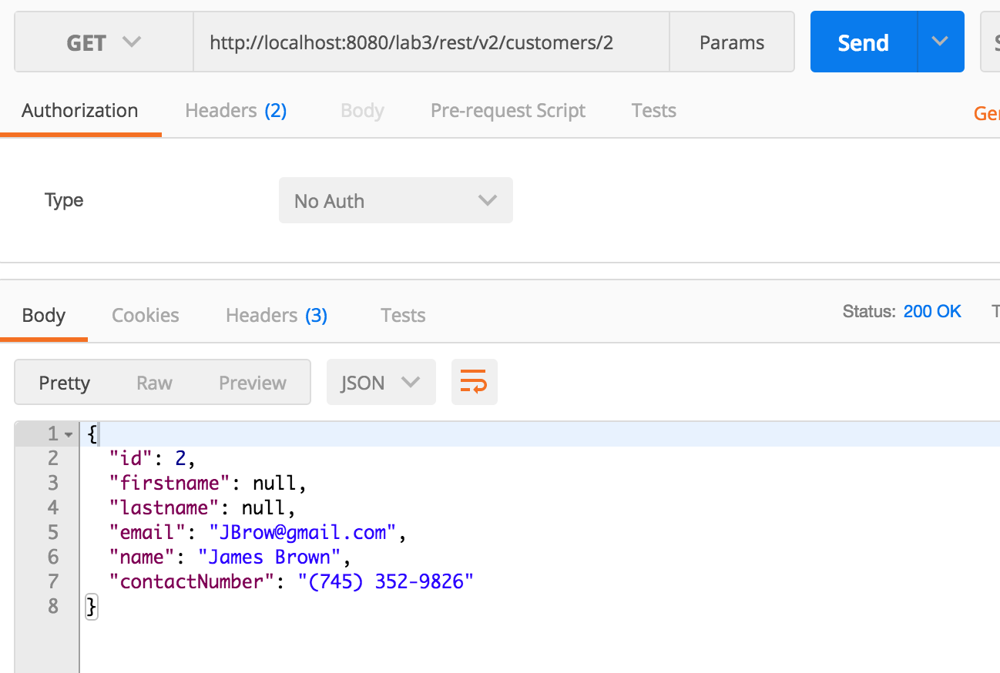 GET http://localhost:8080/lab3/rest/v2/customers/2 Params Send
Authorization Headers (2) Body Pre-request Script Tests
Type No Auth
Body Cookies Headers (3) Tests Status: 200 OK
Pretty Raw Preview JSON
1 {
2 "id": 2,
3 "firstname": null,
4 "lastname": null,
5 "email": "JBrow@gmail.com",
6 "name": "James Brown",
7 "contactNumber": "(745) 352-9826"
8 }